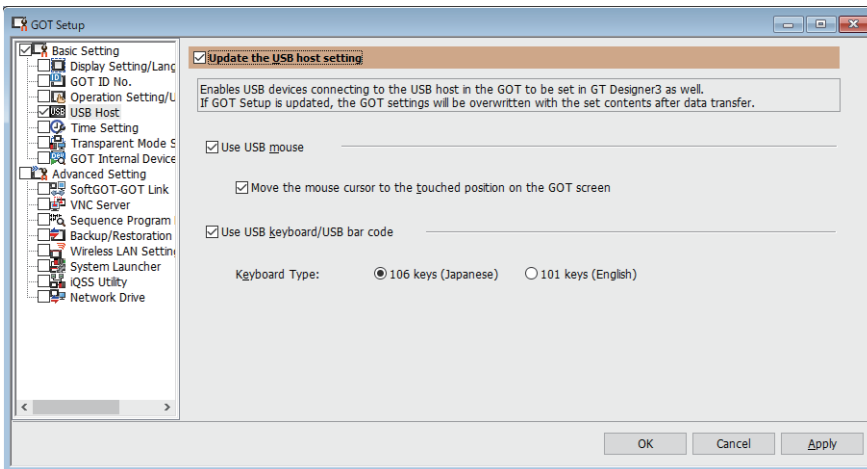 GOT Setup
Basic Setting
Display Setting/Lang
GOT ID No.
Operation Setting/U
USB Host
Time Setting
Transparent Mode S
GOT Internal Device
Advanced Setting
SoftGOT-GOT Link
VNC Server
Sequence Program
Backup/Restoration
Wireless LAN Settin
System Launcher
iQSS Utility
Network Drive
Update the USB host setting
Enables USB devices connecting to the USB host in the GOT to be set in GT Designer3 as well.
If GOT Setup is updated, the GOT settings will be overwritten with the set contents after data transfer.
Use USB mouse
Move the mouse cursor to the touched position on the GOT screen
Use USB keyboard/USB bar code
Keyboard Type: 106 keys (Japanese) 101 keys (English)
OK Cancel Apply